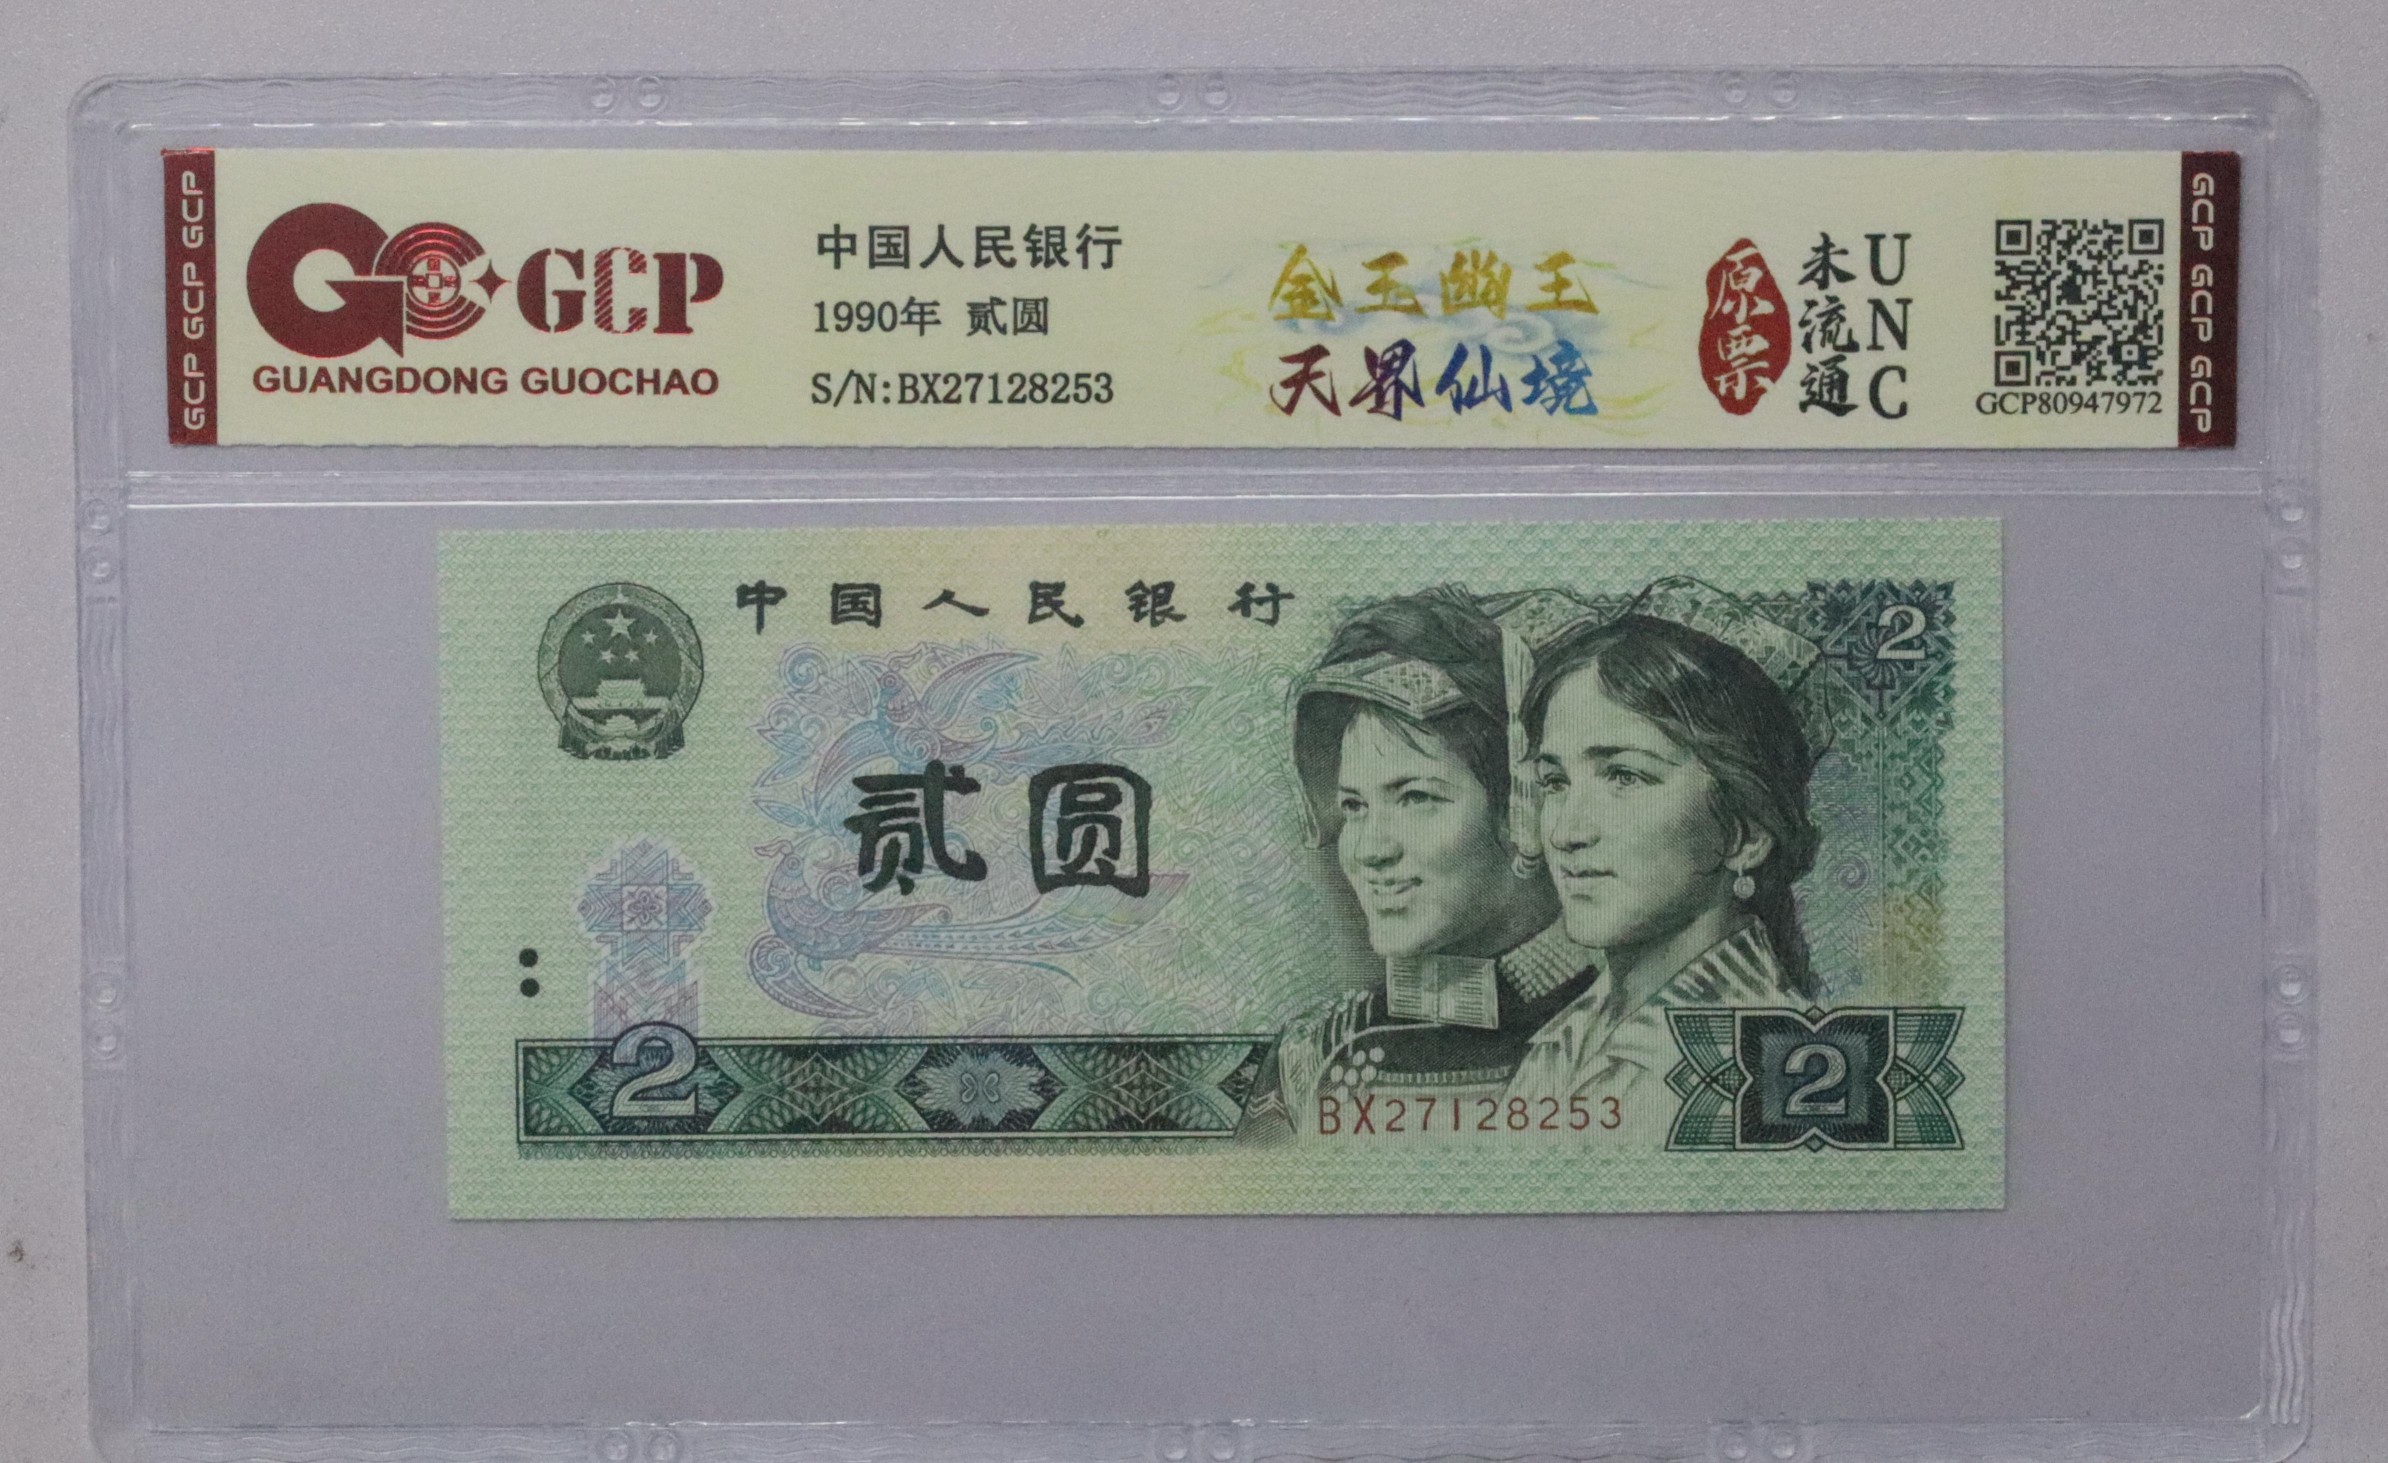 GCP GCP GCP
GCP
GUANGDONG GUOCHAO
中国人民银行
1990年 贰圆
S/N:BX27128253
金玉幽王
天界仙境
原票
未流通
UNC
GCP80947972
GCP GCP GCP
中国人民银行
2
贰圆
2
BX27128253
2